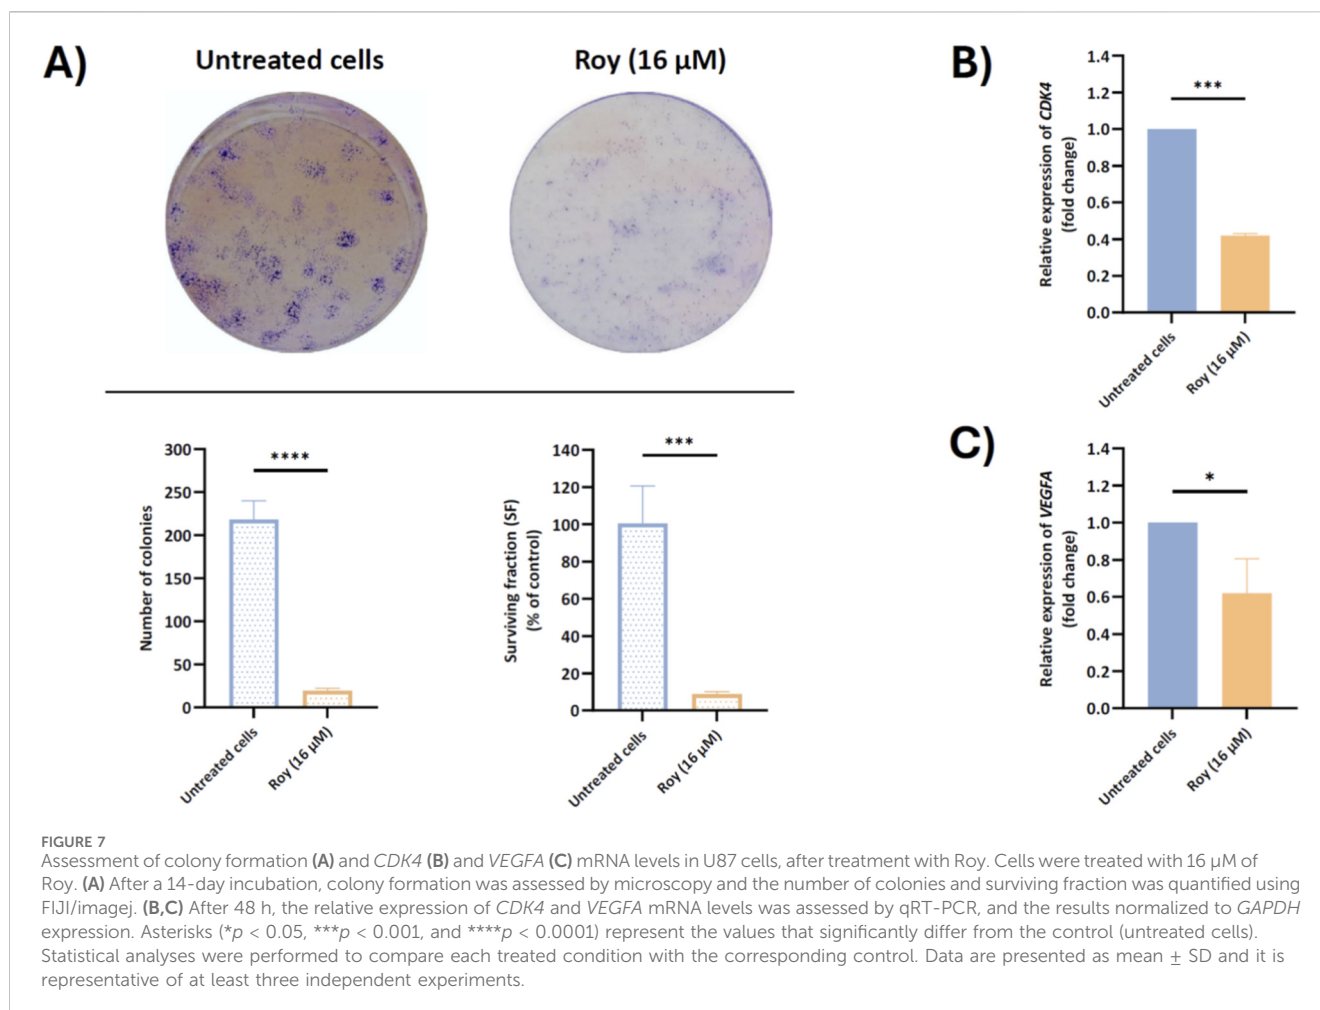 A)
Untreated cells
Roy (16 µM)
Number of colonies
300
250
200
150
100
50
0
****
Untreated cells
Roy (16 µM)
Surviving fraction (SF)
(% of control)
140
120
100
80
60
40
20
0
***
Untreated cells
Roy (16 µM)
B)
Relative expression of CDK4
(fold change)
1.4
1.2
1.0
0.8
0.6
0.4
0.2
0.0
***
Untreated cells
Roy (16 µM)
C)
Relative expression of VEGFA
(fold change)
1.4
1.2
1.0
0.8
0.6
0.4
0.2
0.0
*
Untreated cells
Roy (16 µM)
FIGURE 7
Assessment of colony formation (A) and CDK4 (B) and VEGFA (C) mRNA levels in U87 cells, after treatment with Roy. Cells were treated with 16 µM of
Roy. (A) After a 14-day incubation, colony formation was assessed by microscopy and the number of colonies and surviving fraction was quantified using
FIJI/imagej. (B,C) After 48 h, the relative expression of CDK4 and VEGFA mRNA levels was assessed by qRT-PCR, and the results normalized to GAPDH
expression. Asterisks (*p < 0.05, ***p < 0.001, and ****p < 0.0001) represent the values that significantly differ from the control (untreated cells).
Statistical analyses were performed to compare each treated condition with the corresponding control. Data are presented as mean ± SD and it is
representative of at least three independent experiments.